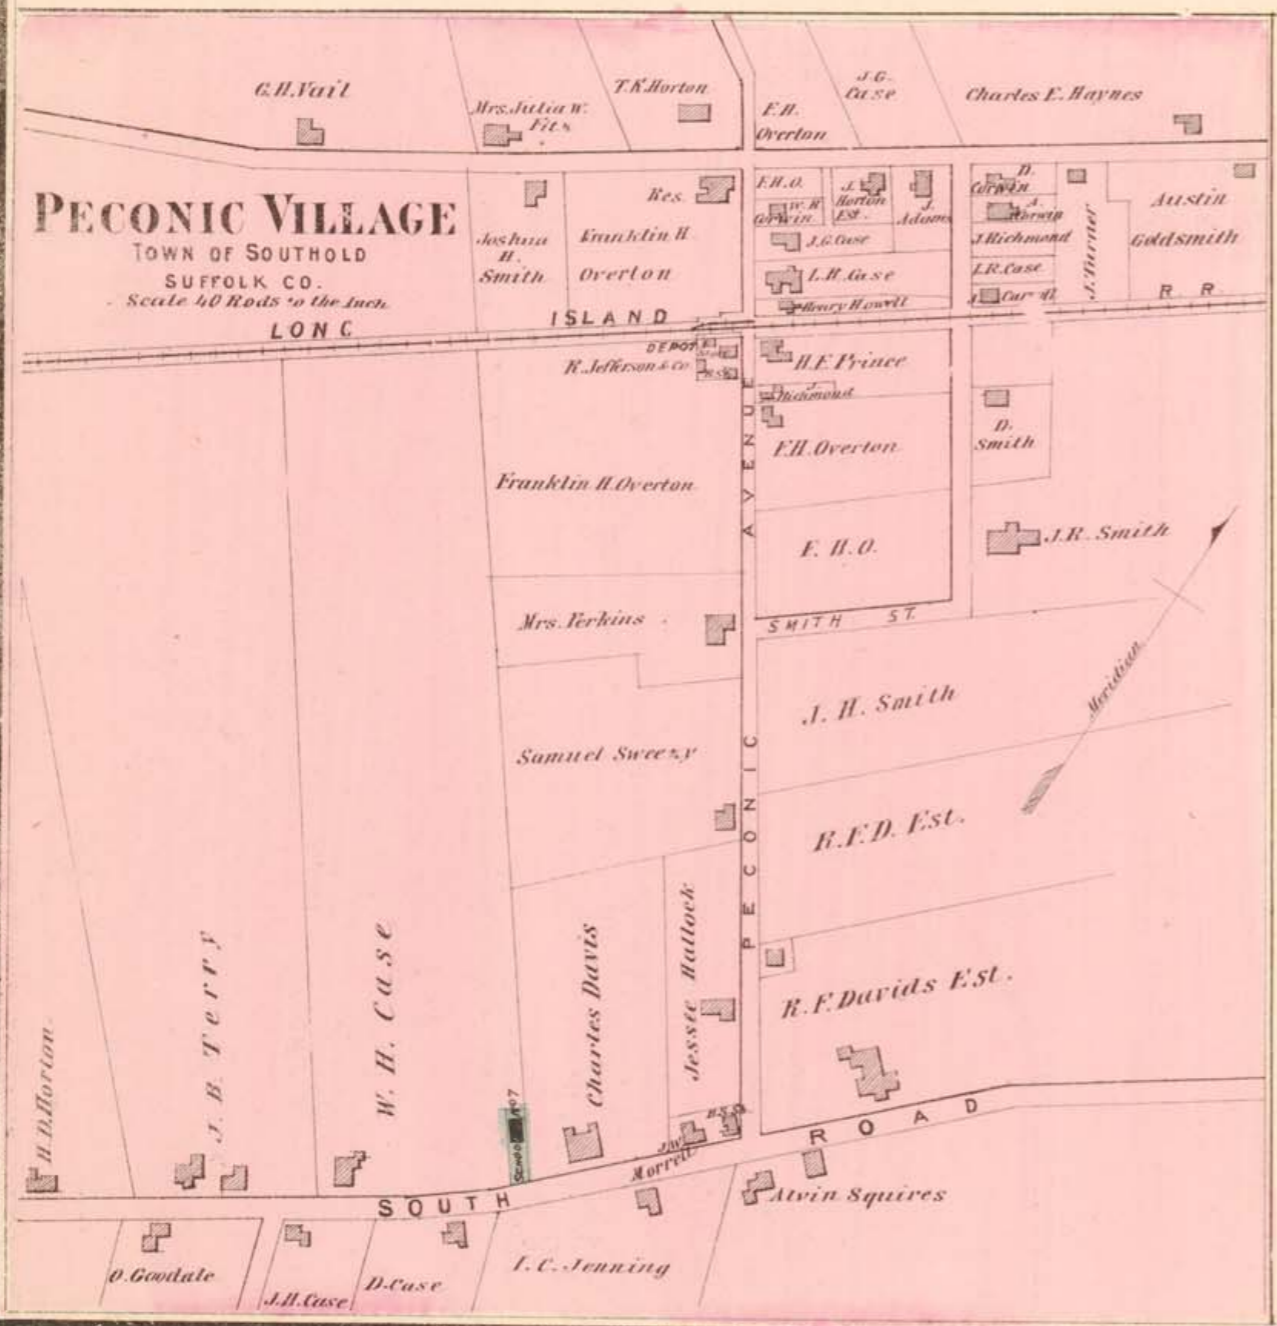 G.H.Vail
Mrs. Julia W.
Fits
T.K.Horton
F.H.
Overton
J.G.
Case
Charles E. Haynes
PECONIC VILLAGE
TOWN OF SOUTHOLD
SUFFOLK CO.
Scale 40 Rods to the Inch
Joshua
H.
Smith
Res.
Franklin H.
Overton
F.H.O.
W.H
Corwin
J.
Horton
Est.
J.
Adams
J.G.Case
L.H.Case
Henry Howell
D.
Corwin
A.
Corwin
J.Richmond
J.R.Case
J.Turner
Austin
Goldsmith
LONG ISLAND R. R.
DEPOT
R. Jefferson & Co.
H.F. Prince
J.
Richmond
F.H.Overton
F. H.O.
D.
Smith
J.R. Smith
Franklin H.Overton
Mrs. Perkins
SMITH ST.
J. H. Smith
Meridian
Samuel Sweezy
R.F.D. Est.
PECONIC AVENUE
R. F. Davids Est.
H.D.Horton.
J. B. Terry
W. H. Case
SCHOOL No 7
Charles Davis
Jessie Hallock
B.S.Sh
J.W.
Morrell
SOUTH ROAD
Alvin Squires
O.Goodale
J.H.Case
D.Case
I. C. Jenning